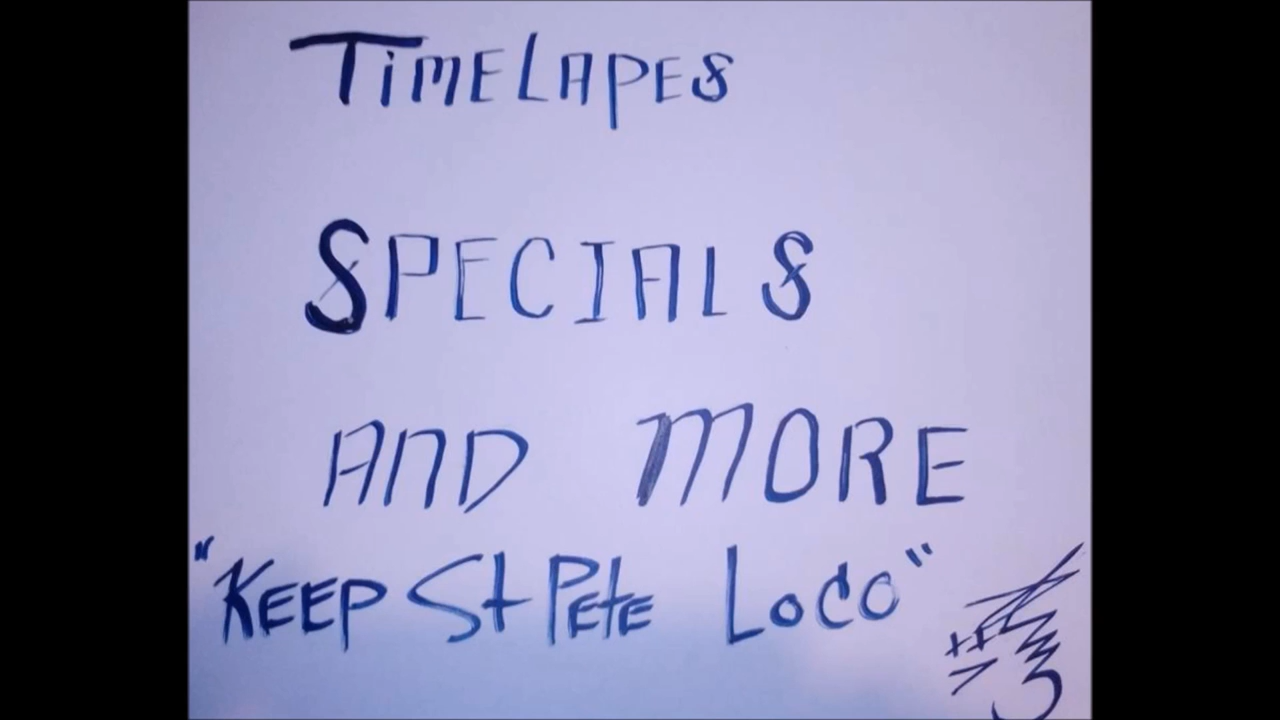 TiMELAPES
SPECIALS
AND MORE
"KEEP St PEtE LoCo"